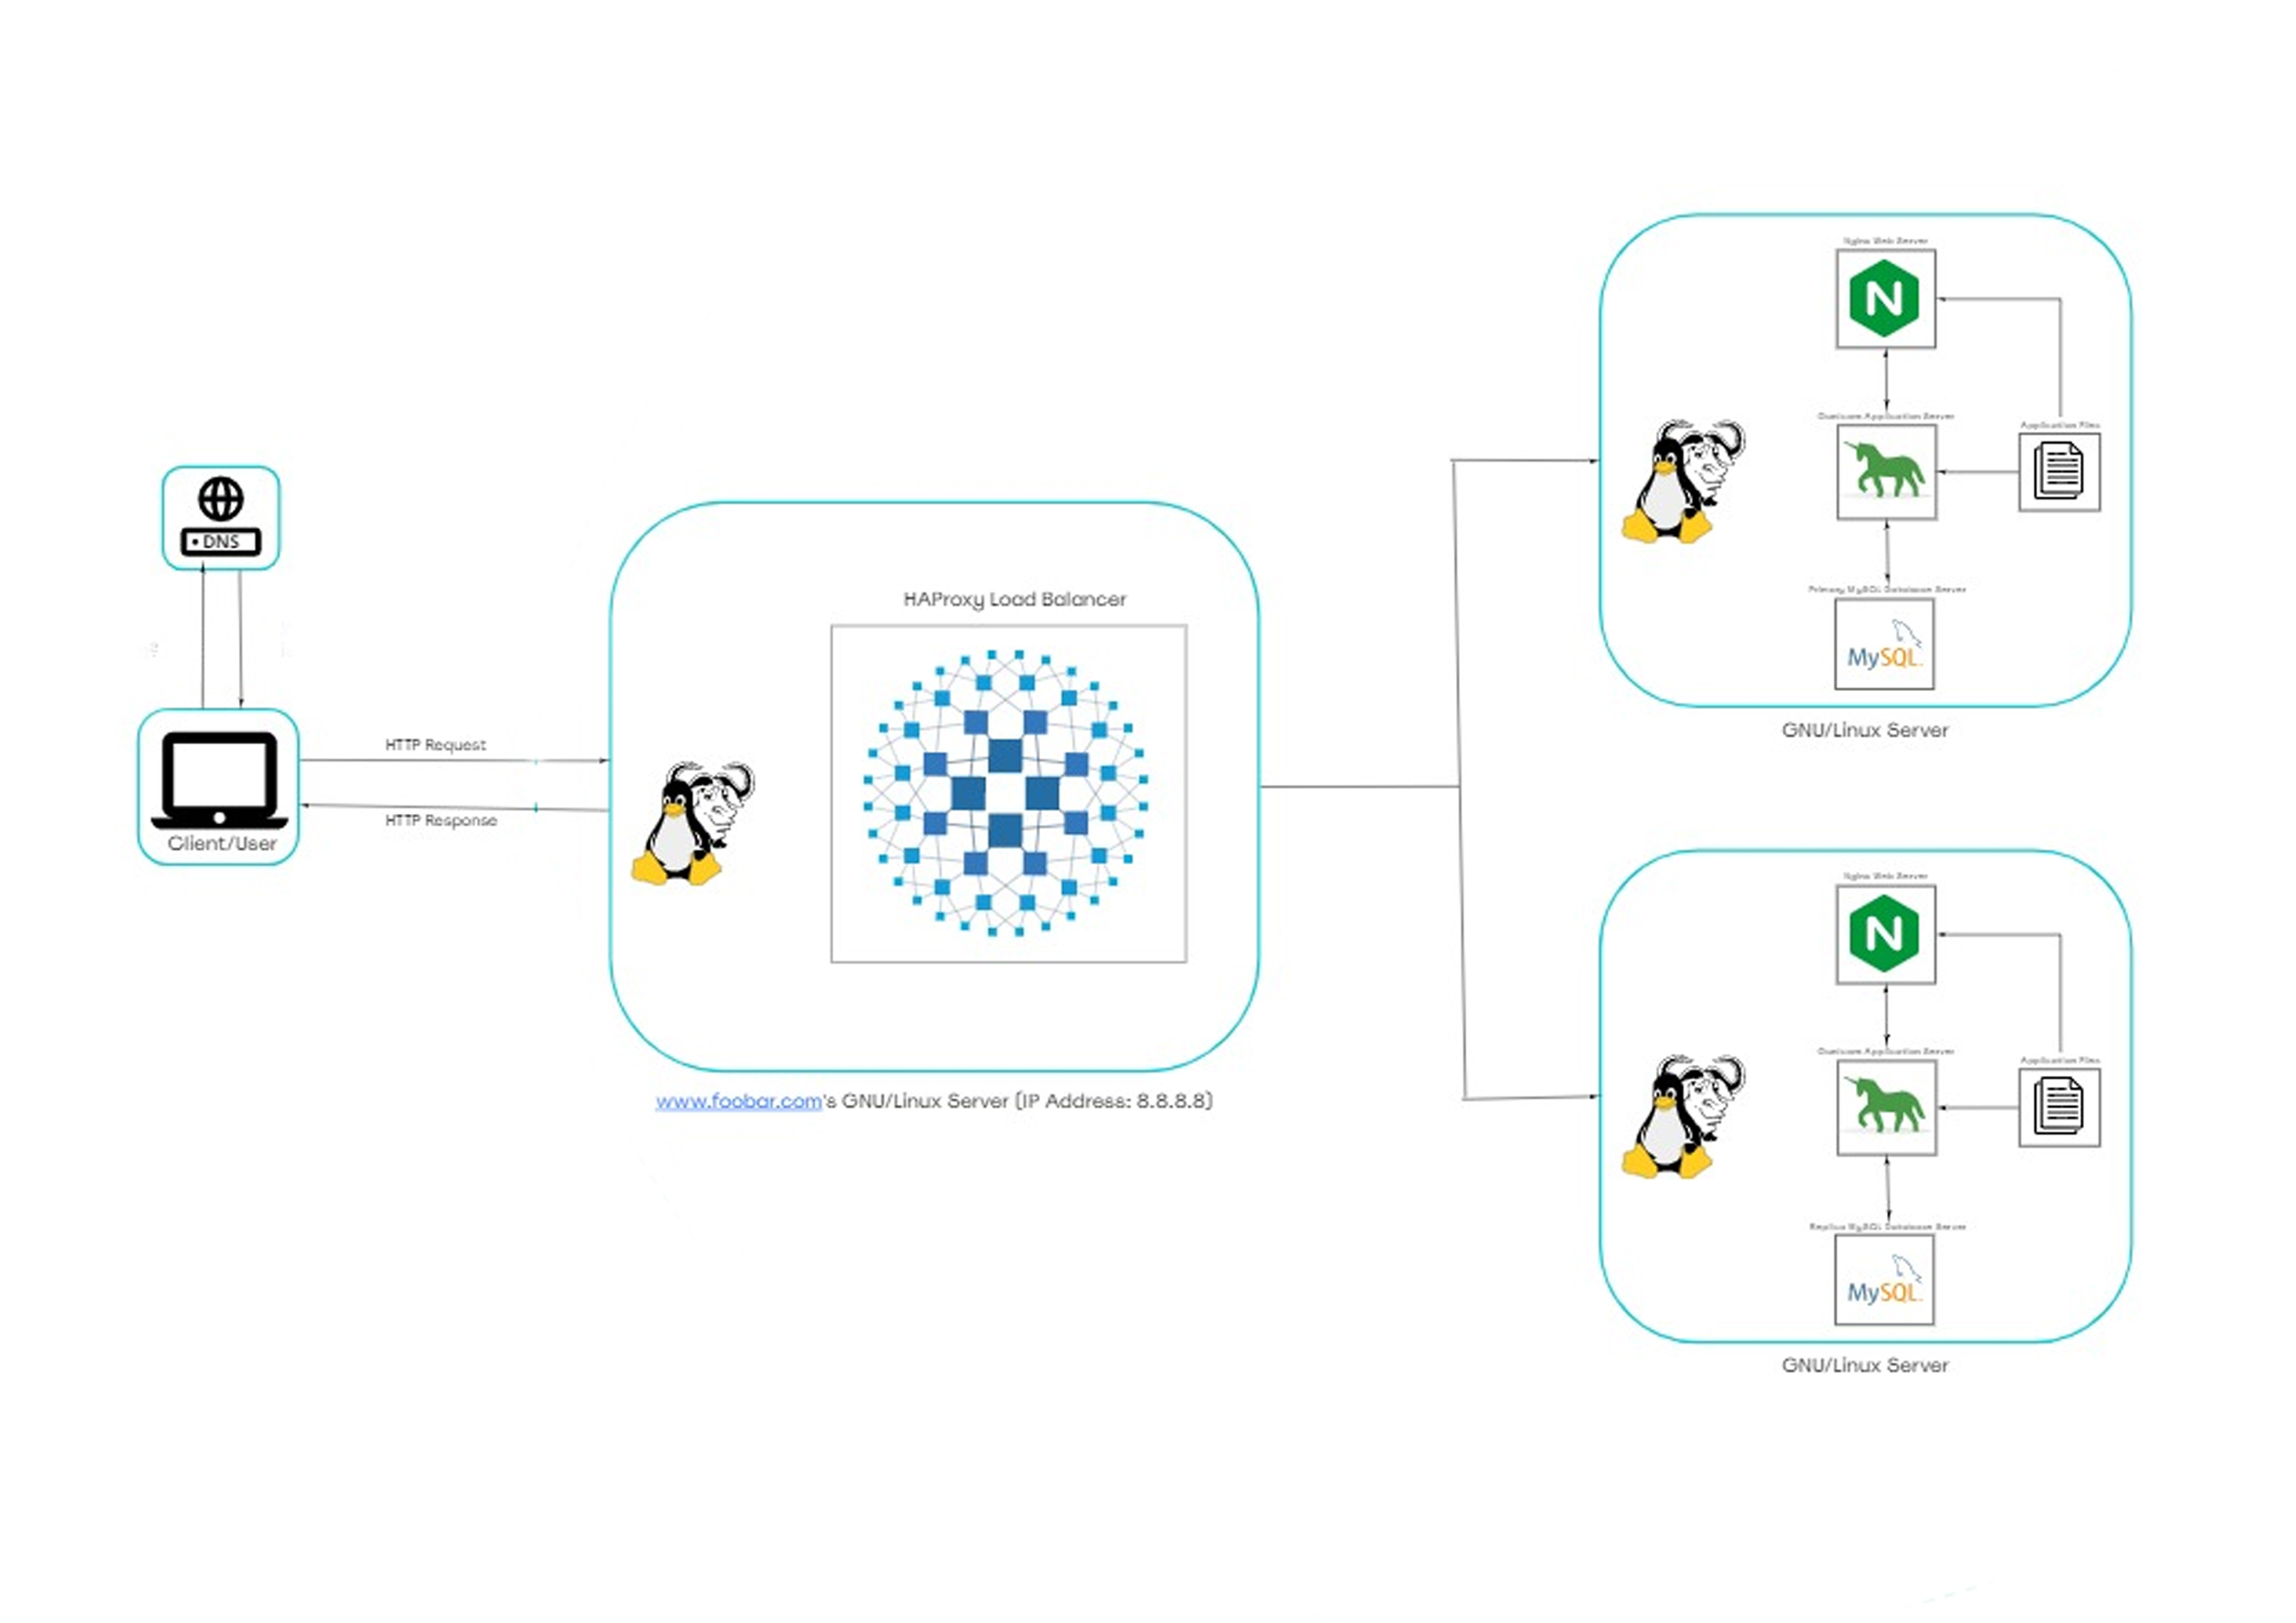 DNS
Client/User
HTTP Request
HTTP Response
HAProxy Load Balancer
www.foobar.com's GNU/Linux Server (IP Address: 8.8.8.8)
Nginx Web Server
N
Application Server
Application Files
Primary MySQL Database Server
MySQL
GNU/Linux Server
Nginx Web Server
N
Application Server
Application Files
Replica MySQL Database Server
MySQL
GNU/Linux Server